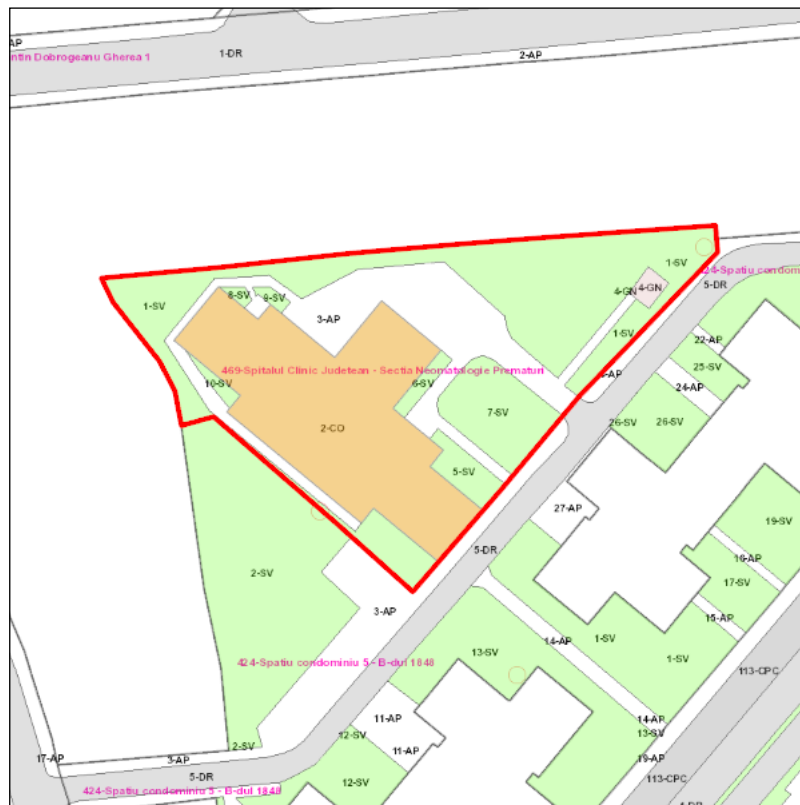 AP
1-DR
2-AP
ntin Dobrogeanu Gherea 1
1-SV
24-Spatiu condom
5-DR
4-GN
4-GN
1-SV
8-SV
9-SV
3-AP
1-SV
22-AP
25-SV
469-Spitalul Clinic Judetean - Sectia Neomatalogie Prematuri
-AP
24-AP
10-SV
6-SV
7-SV
26-SV
26-SV
2-CO
5-SV
27-AP
19-SV
5-DR
16-AP
2-SV
17-SV
3-AP
15-AP
14-AP
1-SV
13-SV
1-SV
424-Spatiu condominiu 5 - B-dul 1848
113-CPC
11-AP
14-AP
12-SV
13-SV
2-SV
11-AP
17-AP
3-AP
19-AP
5-DR
12-SV
113-CPC
424-Spatiu condominiu 5 - B-dul 1848
-DR